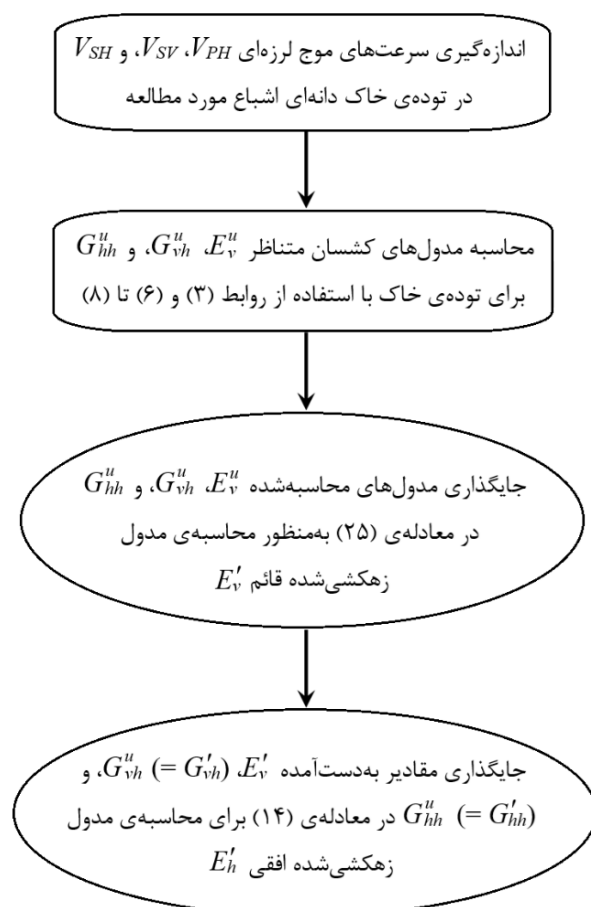 اندازه‌گیری سرعت‌های موج لرزه‌ای V_PH، V_SV، و V_SH
در توده‌ی خاک دانه‌ای اشباع مورد مطالعه
محاسبه مدول‌های کشسان متناظر E_v^u، G_vh^u، و G_hh^u
برای توده‌ی خاک با استفاده از روابط (۳) و (۶) تا (۸)
جایگذاری مدول‌های محاسبه‌شده E_v^u، G_vh^u، و G_hh^u
در معادله‌ی (۲۵) به‌منظور محاسبه‌ی مدول
زهکشی‌شده قائم E'_v
جایگذاری مقادیر به‌دست‌آمده E'_v، G_vh^u (= G'_vh)، و
G_hh^u (= G'_hh) در معادله‌ی (۱۴) برای محاسبه‌ی مدول
زهکشی‌شده افقی E'_h